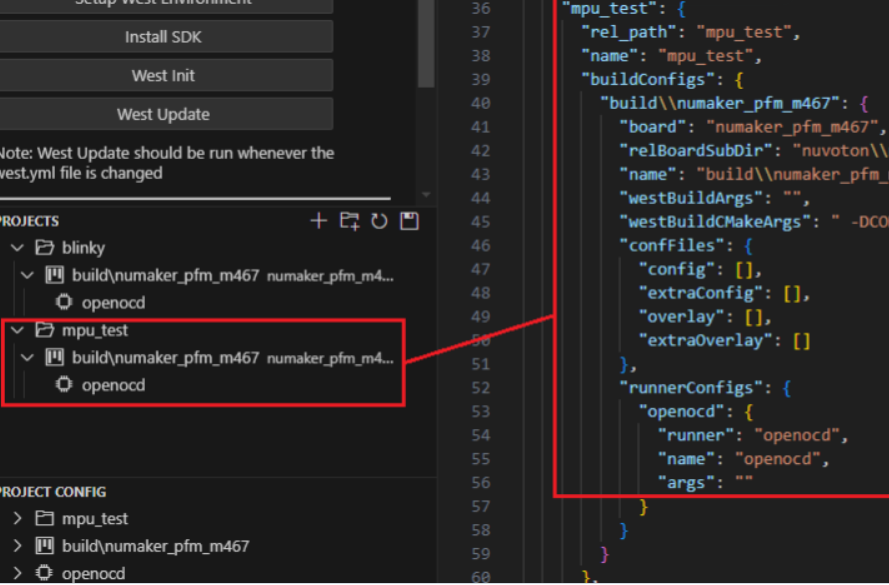 Setup West Environment
Install SDK
West Init
West Update
Note: West Update should be run whenever the
west.yml file is changed
PROJECTS
blinky
build\numaker_pfm_m467 numaker_pfm_m4...
openocd
mpu_test
build\numaker_pfm_m467 numaker_pfm_m4...
openocd
PROJECT CONFIG
mpu_test
build\numaker_pfm_m467
openocd
36 "mpu_test": {
37 "rel_path": "mpu_test",
38 "name": "mpu_test",
39 "buildConfigs": {
40 "build\\numaker_pfm_m467": {
41 "board": "numaker_pfm_m467",
42 "relBoardSubDir": "nuvoton\\
43 "name": "build\\numaker_pfm_
44 "westBuildArgs": "",
45 "westBuildCMakeArgs": " -DCO
46 "confFiles": {
47 "config": [],
48 "extraConfig": [],
49 "overlay": [],
50 "extraOverlay": []
51 },
52 "runnerConfigs": {
53 "openocd": {
54 "runner": "openocd",
55 "name": "openocd",
56 "args": ""
57 }
58 }
59 }
60 },